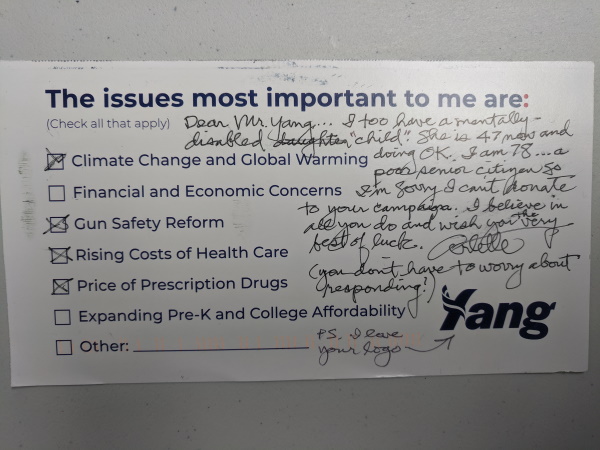 The issues most important to me are:
(Check all that apply) Dear Mr. Yang... I too have a mentally-
disabled daughter "child". She is 47 now and
Climate Change and Global Warming doing OK. I am 78... a
poor senior citizen so
Financial and Economic Concerns I'm sorry I can't donate
to your campaign. I believe in
Gun Safety Reform all you do and wish you the very
best of luck.
Rising Costs of Health Care
(you don't have to worry about
Price of Prescription Drugs responding!)
Yang
Expanding Pre-K and College Affordability
P.S. I love
Other: your logo